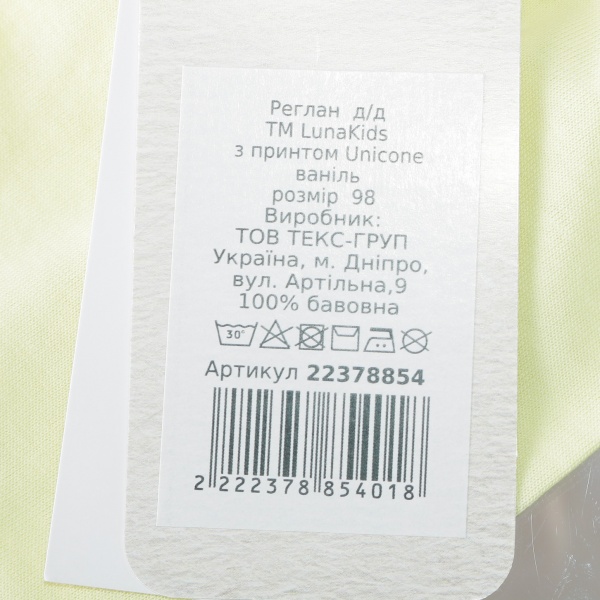 Реглан д/д
ТМ LunaKids
з принтом Unicone
ваніль
розмір 98
Виробник:
ТОВ ТЕКС-ГРУП
Україна, м. Дніпро,
вул. Артільна,9
100% бавовна
30°
Артикул 22378854
2 222378 854018